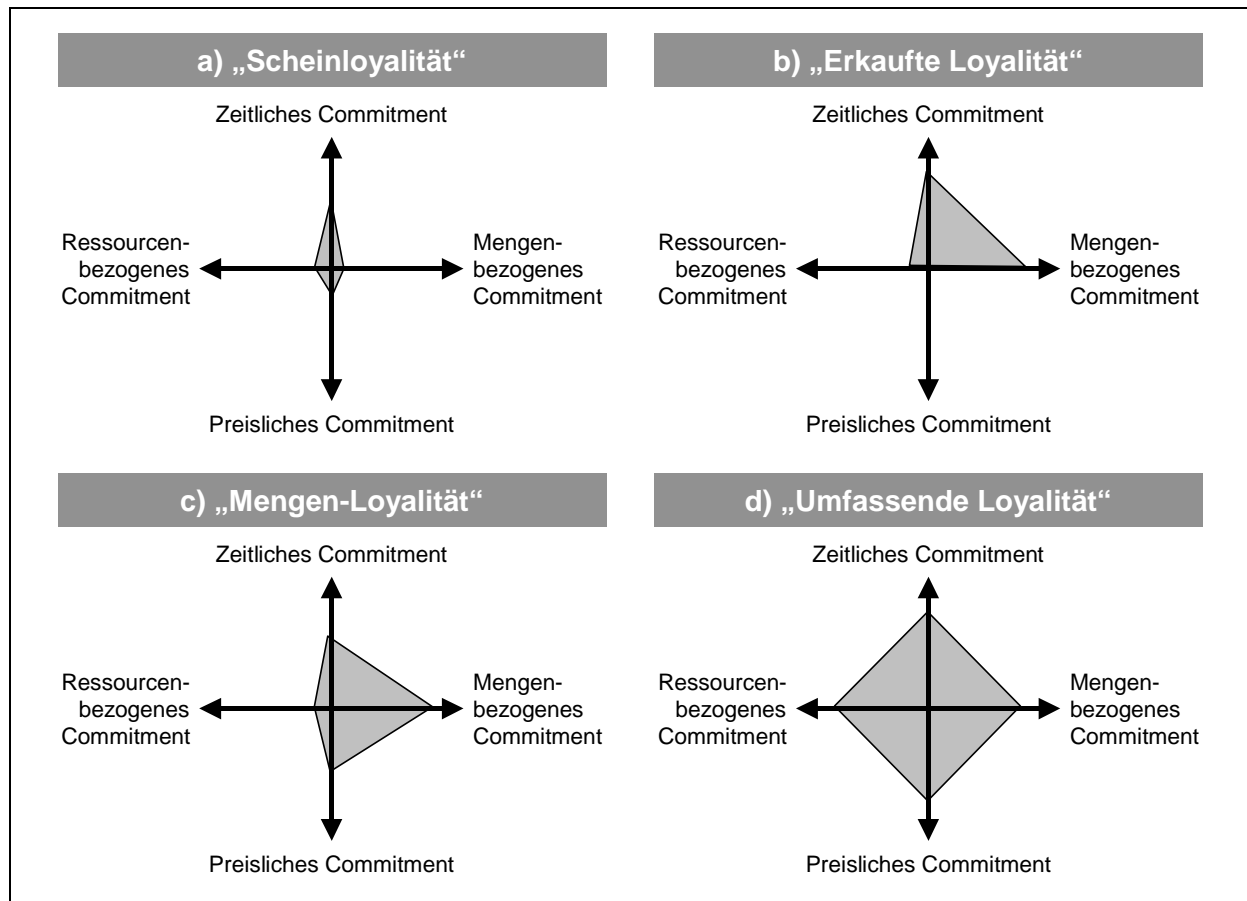 a) „Scheinloyalität“
Zeitliches Commitment
Ressourcen-
bezogenes
Commitment
Mengen-
bezogenes
Commitment
Preisliches Commitment
b) „Erkaufte Loyalität“
Zeitliches Commitment
Ressourcen-
bezogenes
Commitment
Mengen-
bezogenes
Commitment
Preisliches Commitment
c) „Mengen-Loyalität“
Zeitliches Commitment
Ressourcen-
bezogenes
Commitment
Mengen-
bezogenes
Commitment
Preisliches Commitment
d) „Umfassende Loyalität“
Zeitliches Commitment
Ressourcen-
bezogenes
Commitment
Mengen-
bezogenes
Commitment
Preisliches Commitment